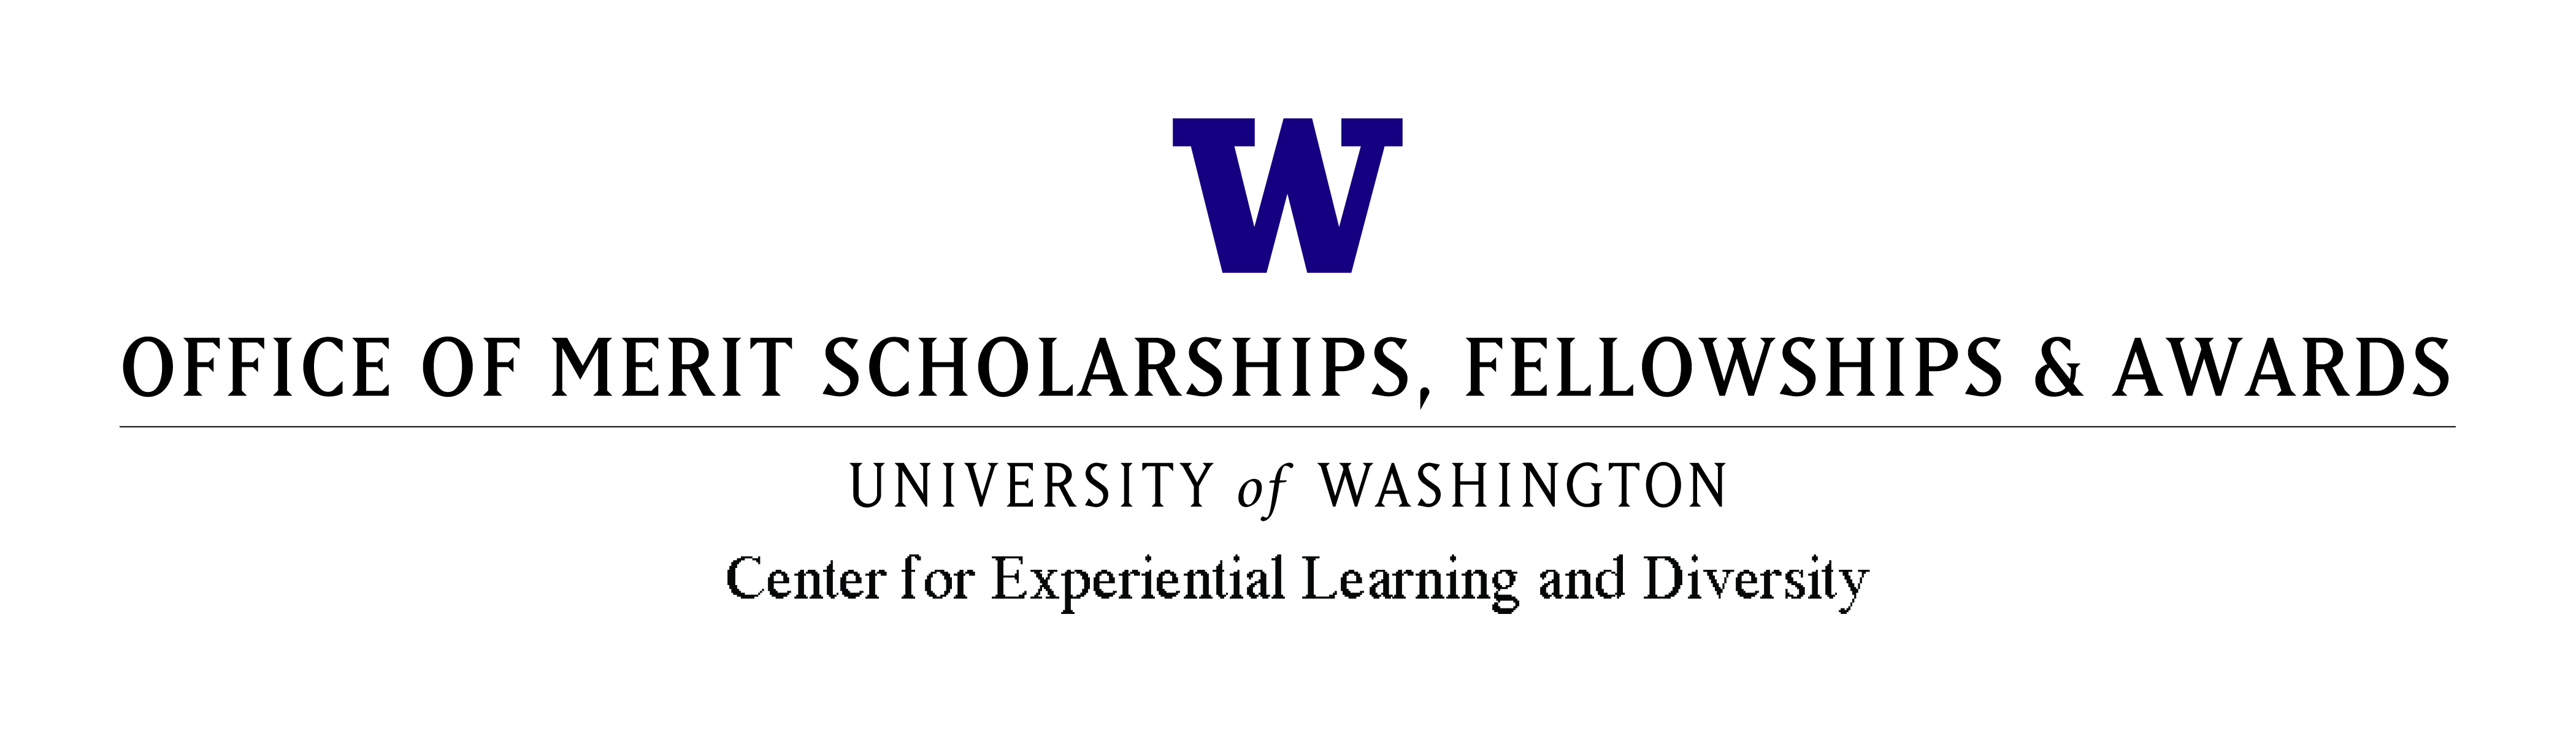 W
OFFICE OF MERIT SCHOLARSHIPS, FELLOWSHIPS & AWARDS
UNIVERSITY of WASHINGTON
Center for Experiential Learning and Diversity